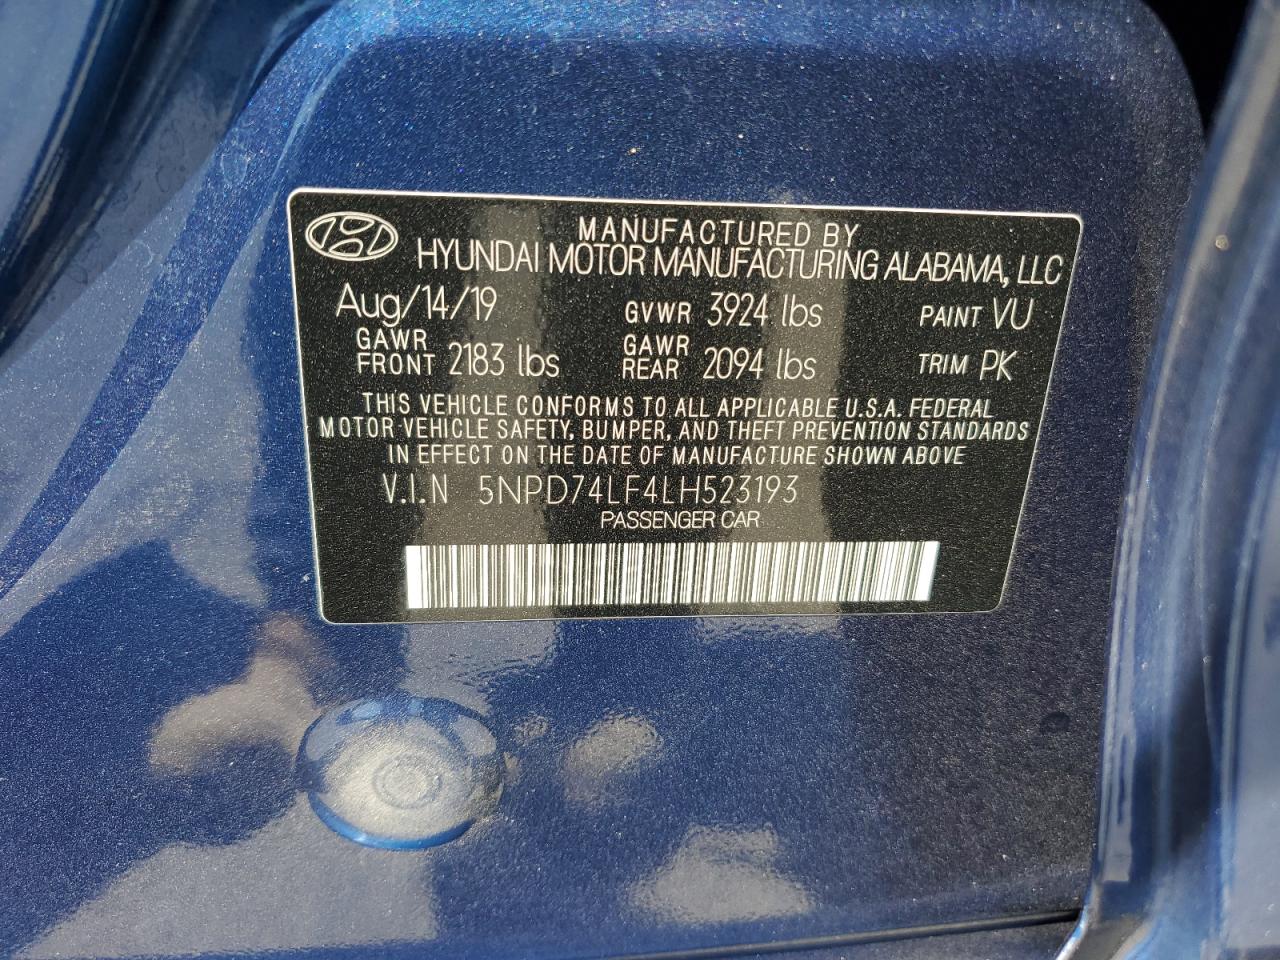 MANUFACTURED BY
HYUNDAI MOTOR MANUFACTURING ALABAMA, LLC
Aug/14/19 GVWR 3924 lbs PAINT VU
GAWR FRONT 2183 lbs GAWR REAR 2094 lbs TRIM PK
THIS VEHICLE CONFORMS TO ALL APPLICABLE U.S.A. FEDERAL
MOTOR VEHICLE SAFETY, BUMPER, AND THEFT PREVENTION STANDARDS
IN EFFECT ON THE DATE OF MANUFACTURE SHOWN ABOVE
V.I.N 5NPD74LF4LH523193
PASSENGER CAR